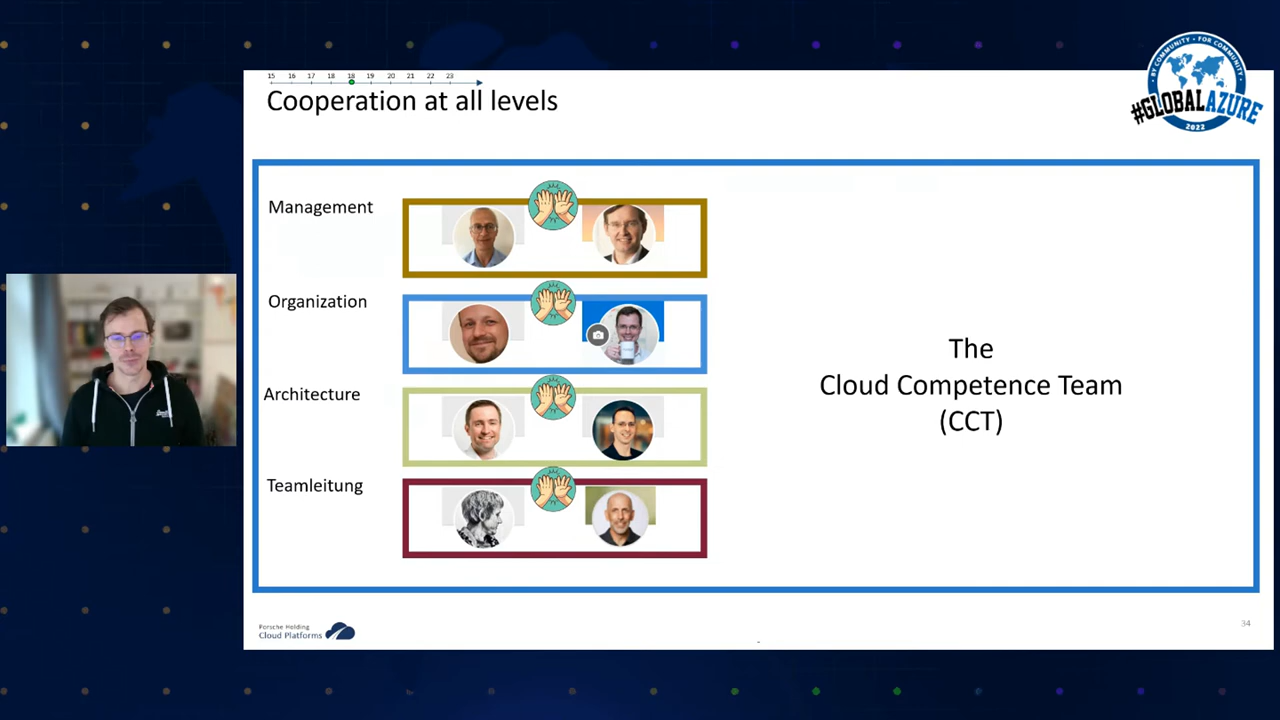 15 16 17 18 18 19 20 21 22 23
Cooperation at all levels
BY COMMUNITY • FOR COMMUNITY
#GLOBALAZURE
2022
Management
Organization
Architecture
Teamleitung
The
Cloud Competence Team
(CCT)
Porsche Holding
Cloud Platforms
34